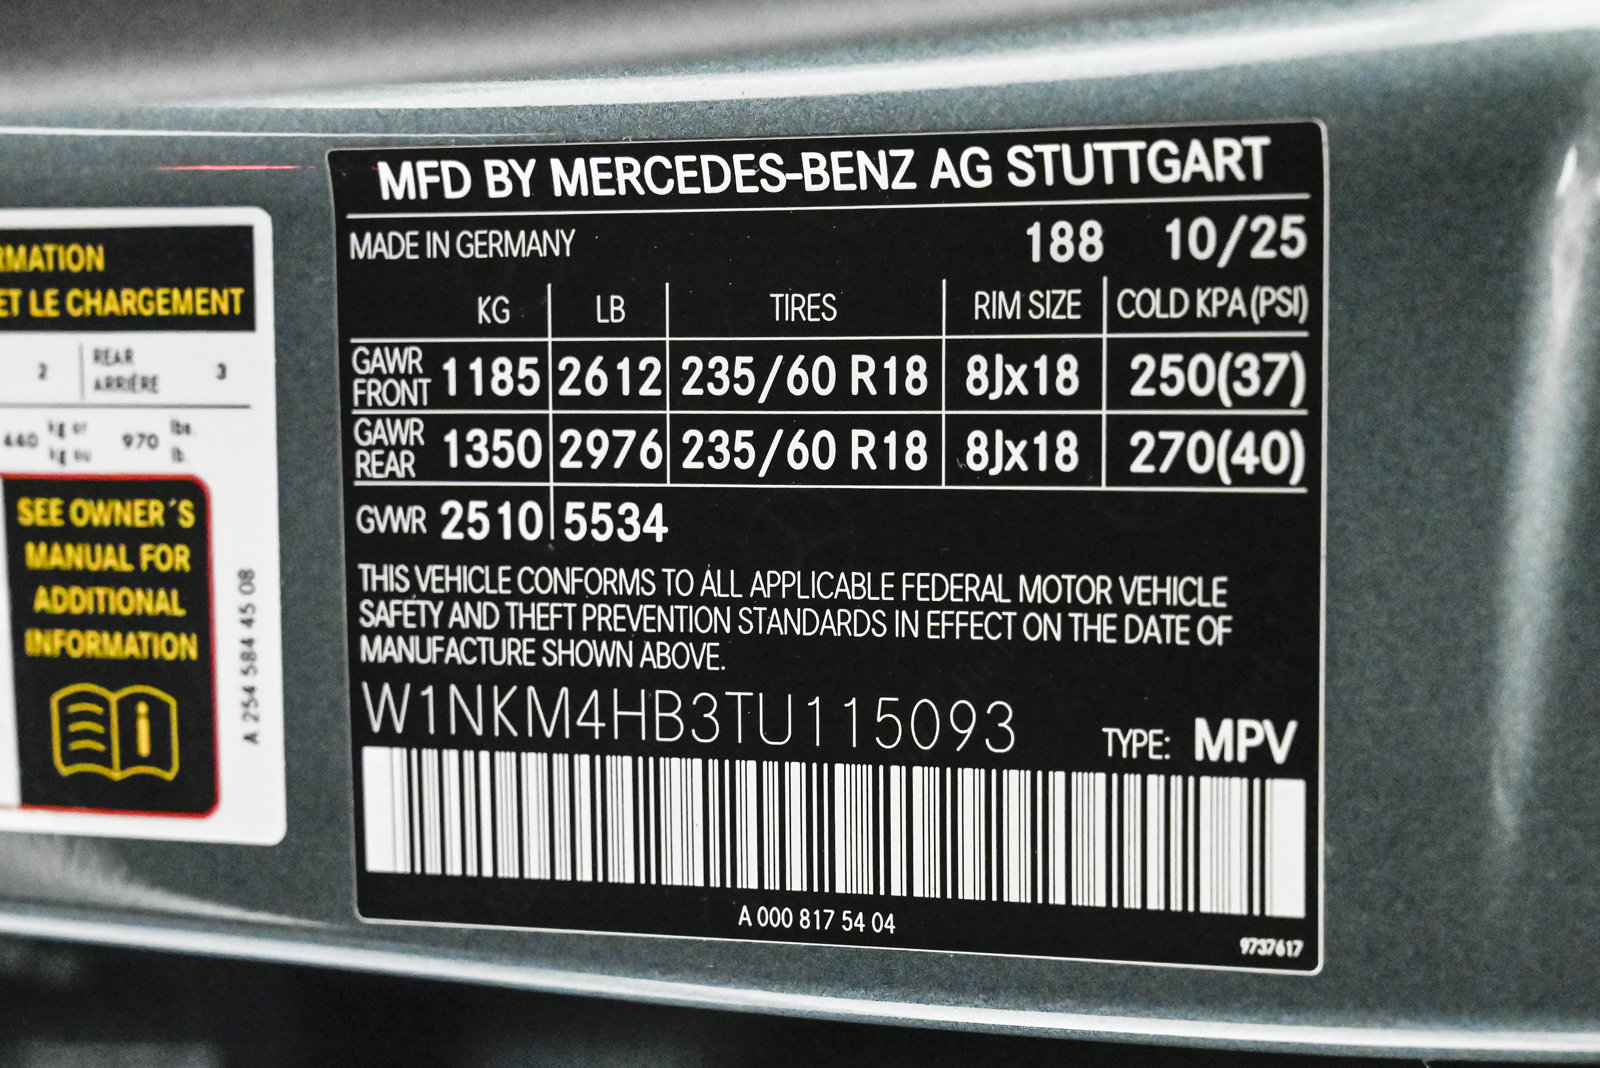 RMATION
ET LE CHARGEMENT
2 REAR ARRIÈRE 3
440 kg or kg ou 970 lbs. lb.
SEE OWNER´S
MANUAL FOR
ADDITIONAL
INFORMATION
A 254 584 45 08
MFD BY MERCEDES-BENZ AG STUTTGART
MADE IN GERMANY 188 10/25
KG LB TIRES RIM SIZE COLD KPA(PSI)
GAWR FRONT 1185 2612 235/60 R18 8Jx18 250(37)
GAWR REAR 1350 2976 235/60 R18 8Jx18 270(40)
GVWR 2510 5534
THIS VEHICLE CONFORMS TO ALL APPLICABLE FEDERAL MOTOR VEHICLE
SAFETY AND THEFT PREVENTION STANDARDS IN EFFECT ON THE DATE OF
MANUFACTURE SHOWN ABOVE.
W1NKM4HB3TU115093 TYPE: MPV
A 000 817 54 04
9737617